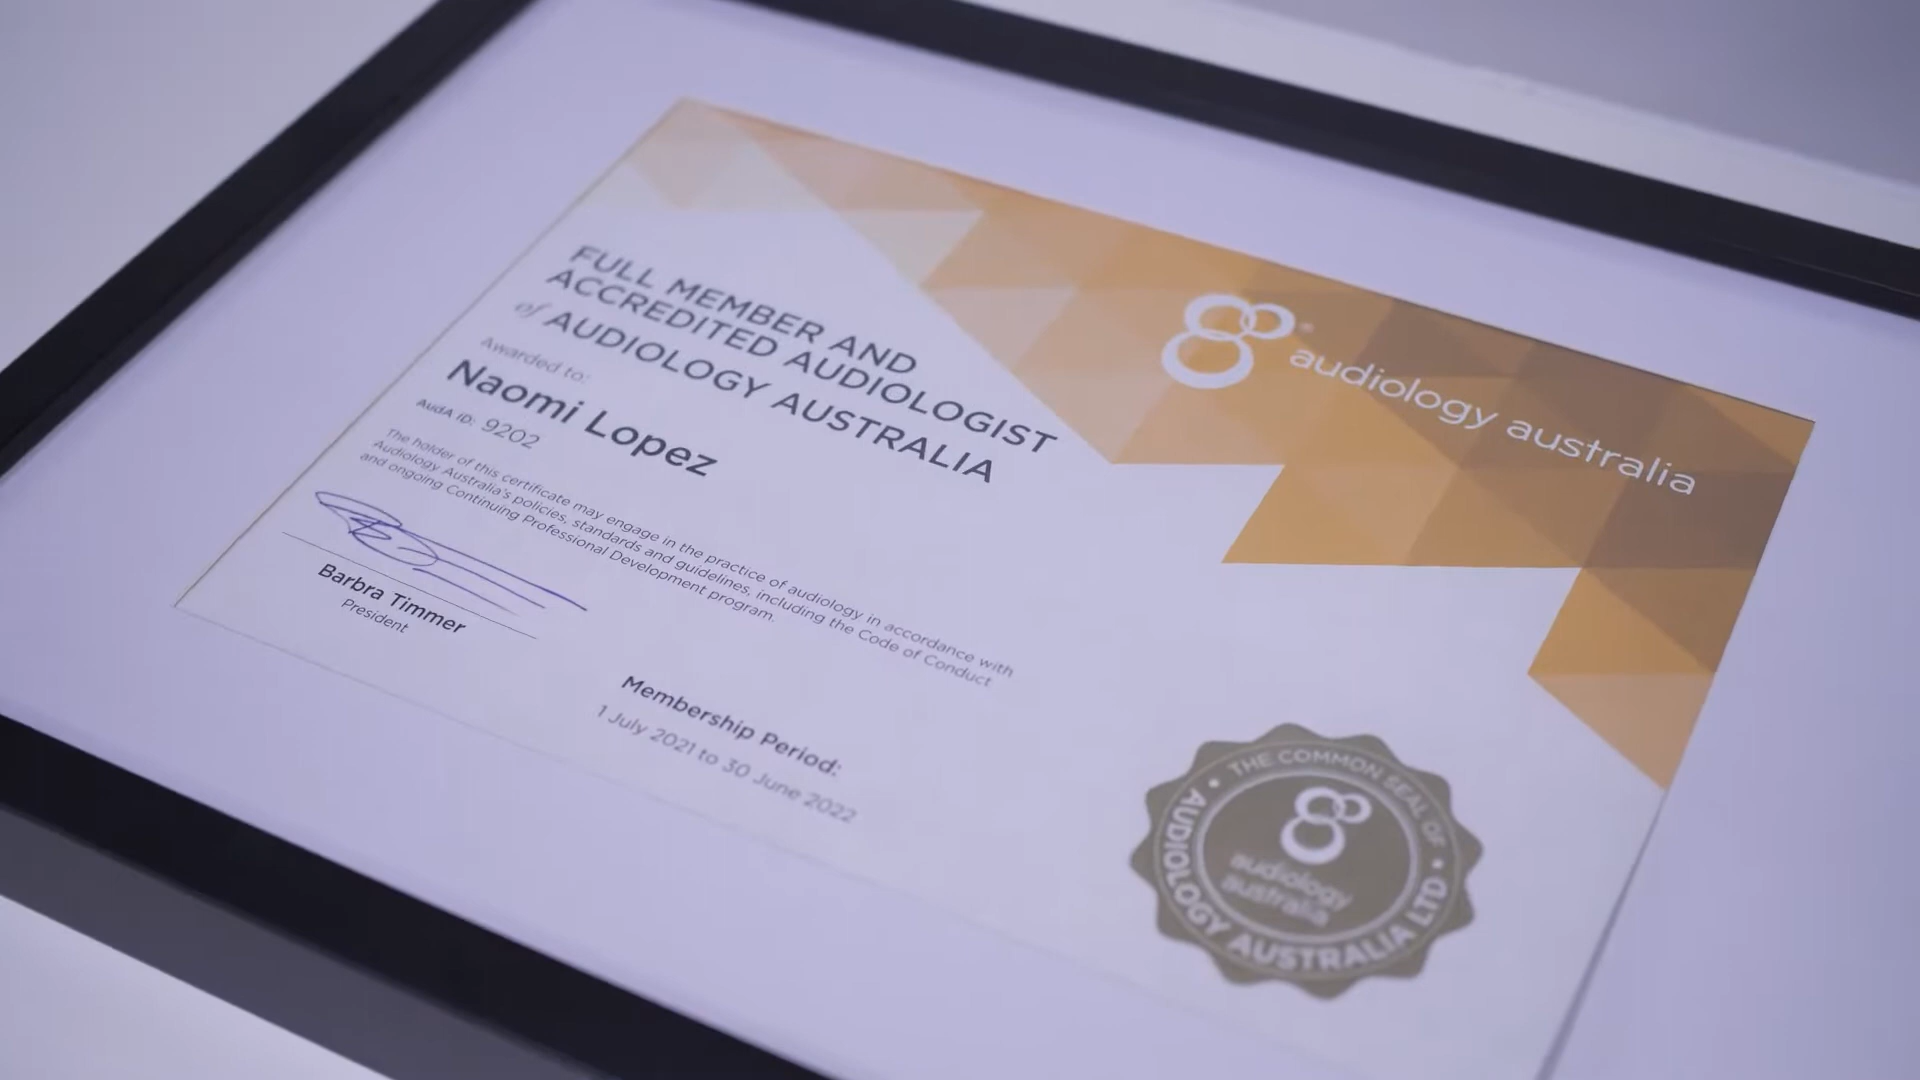 audiology australia
FULL MEMBER AND
ACCREDITED AUDIOLOGIST
of AUDIOLOGY AUSTRALIA
Awarded to:
Naomi Lopez
AudA ID: 9202
The holder of this certificate may engage in the practice of audiology in accordance with
Audiology Australia's policies, standards and guidelines, including the Code of Conduct
and ongoing Continuing Professional Development program.
Barbra Timmer
President
Membership Period:
1 July 2021 to 30 June 2022
THE COMMON SEAL OF
audiology
australia
AUDIOLOGY AUSTRALIA LTD